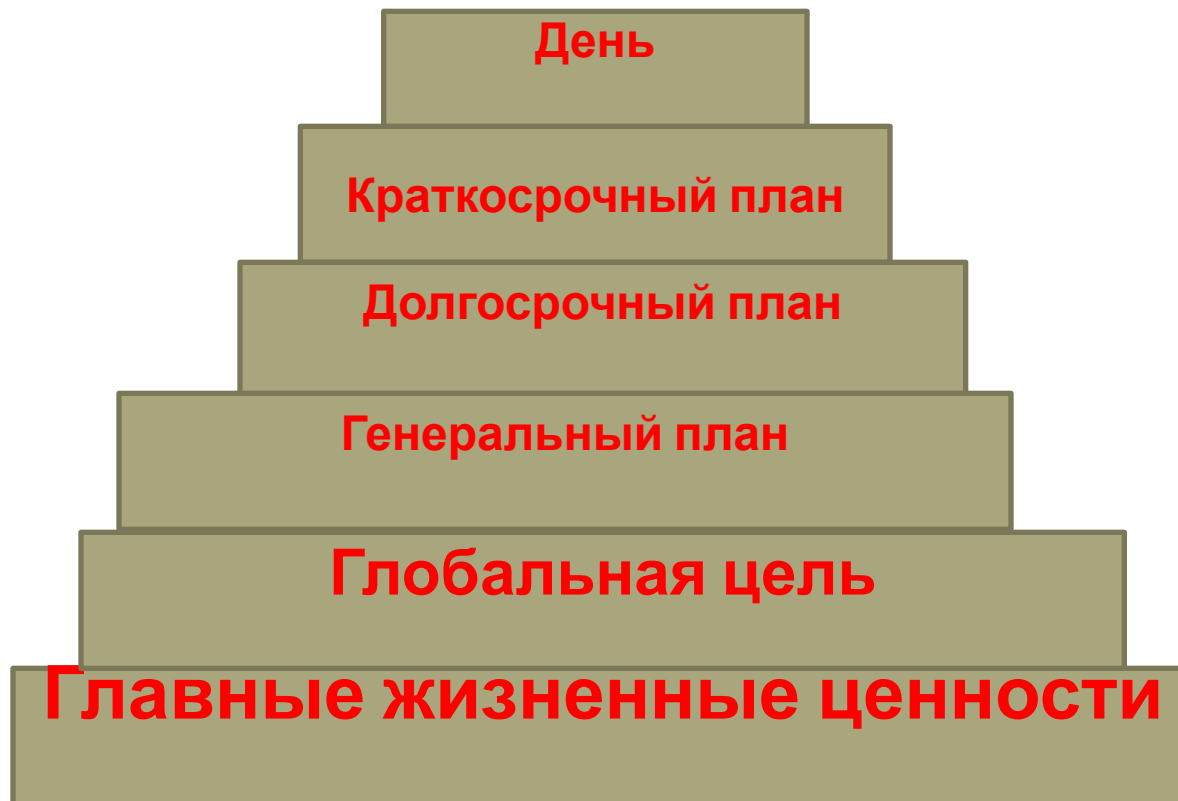 День
Краткосрочный план
Долгосрочный план
Генеральный план
Глобальная цель
Главные жизненные ценности